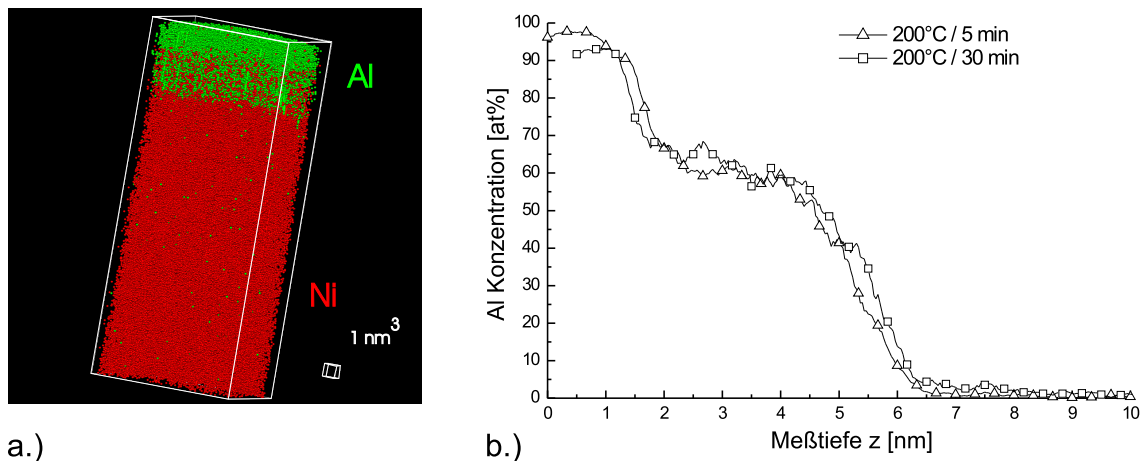 Al
Ni
1 nm³
a.)
Al Konzentration [at%]
100
90
80
70
60
50
40
30
20
10
0
200°C / 5 min
200°C / 30 min
0 1 2 3 4 5 6 7 8 9 10
Meßtiefe z [nm]
b.)